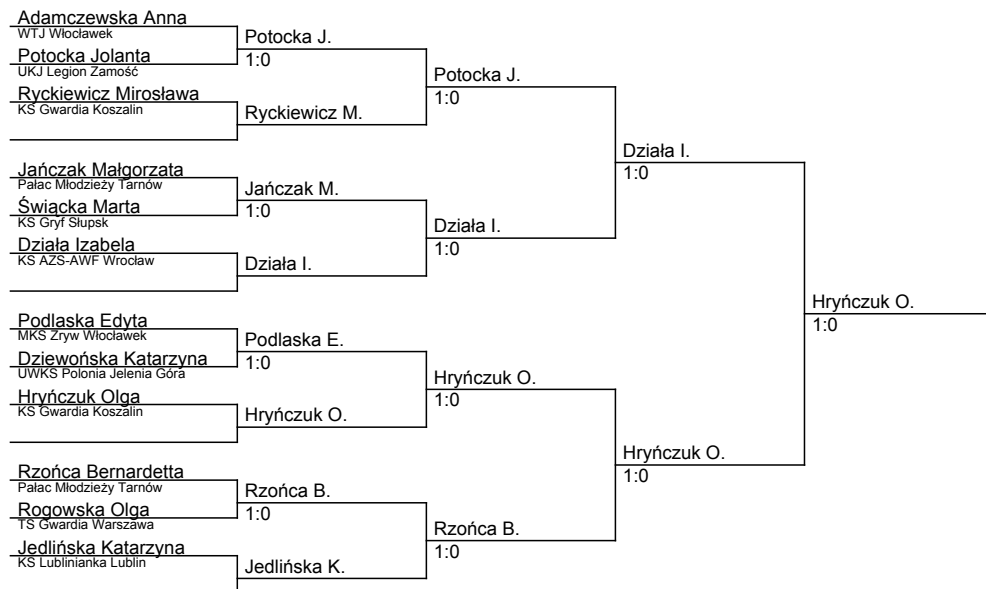 Adamczewska Anna
WTJ Włocławek
Potocka Jolanta
UKJ Legion Zamość
Ryckiewicz Mirosława
KS Gwardia Koszalin
Jańczak Małgorzata
Pałac Młodzieży Tarnów
Świącka Marta
KS Gryf Słupsk
Działa Izabela
KS AZS-AWF Wrocław
Podlaska Edyta
MKS Zryw Włocławek
Dziewońska Katarzyna
UWKS Polonia Jelenia Góra
Hryńczuk Olga
KS Gwardia Koszalin
Rzońca Bernardetta
Pałac Młodzieży Tarnów
Rogowska Olga
TS Gwardia Warszawa
Jedlińska Katarzyna
KS Lublinianka Lublin
Potocka J.
1:0
Ryckiewicz M.
Jańczak M.
1:0
Działa I.
Podlaska E.
1:0
Hryńczuk O.
Rzońca B.
1:0
Jedlińska K.
Potocka J.
1:0
Działa I.
1:0
Hryńczuk O.
1:0
Rzońca B.
1:0
Działa I.
1:0
Hryńczuk O.
1:0
Hryńczuk O.
1:0